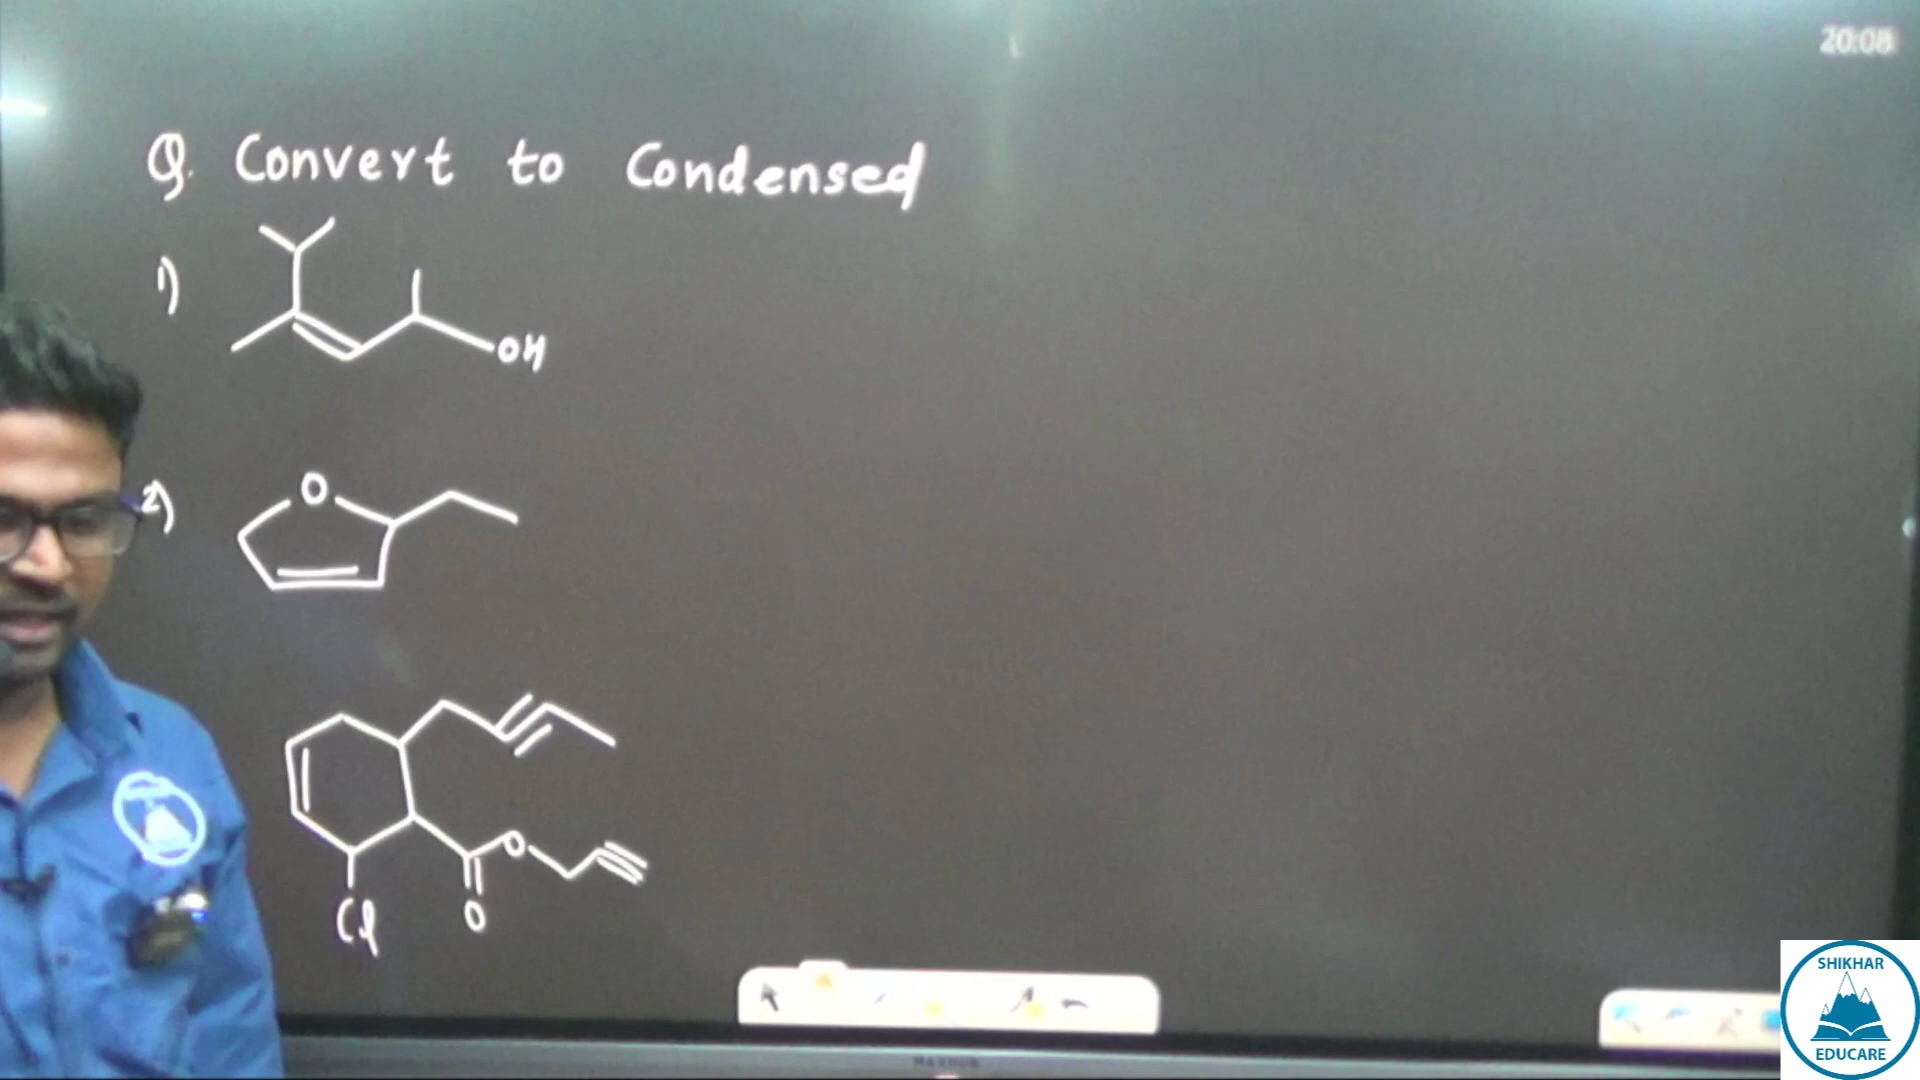 20:08
Q. Convert to Condensed
1)
OH
2)
O
O
Cl
O
SHIKHAR
EDUCARE